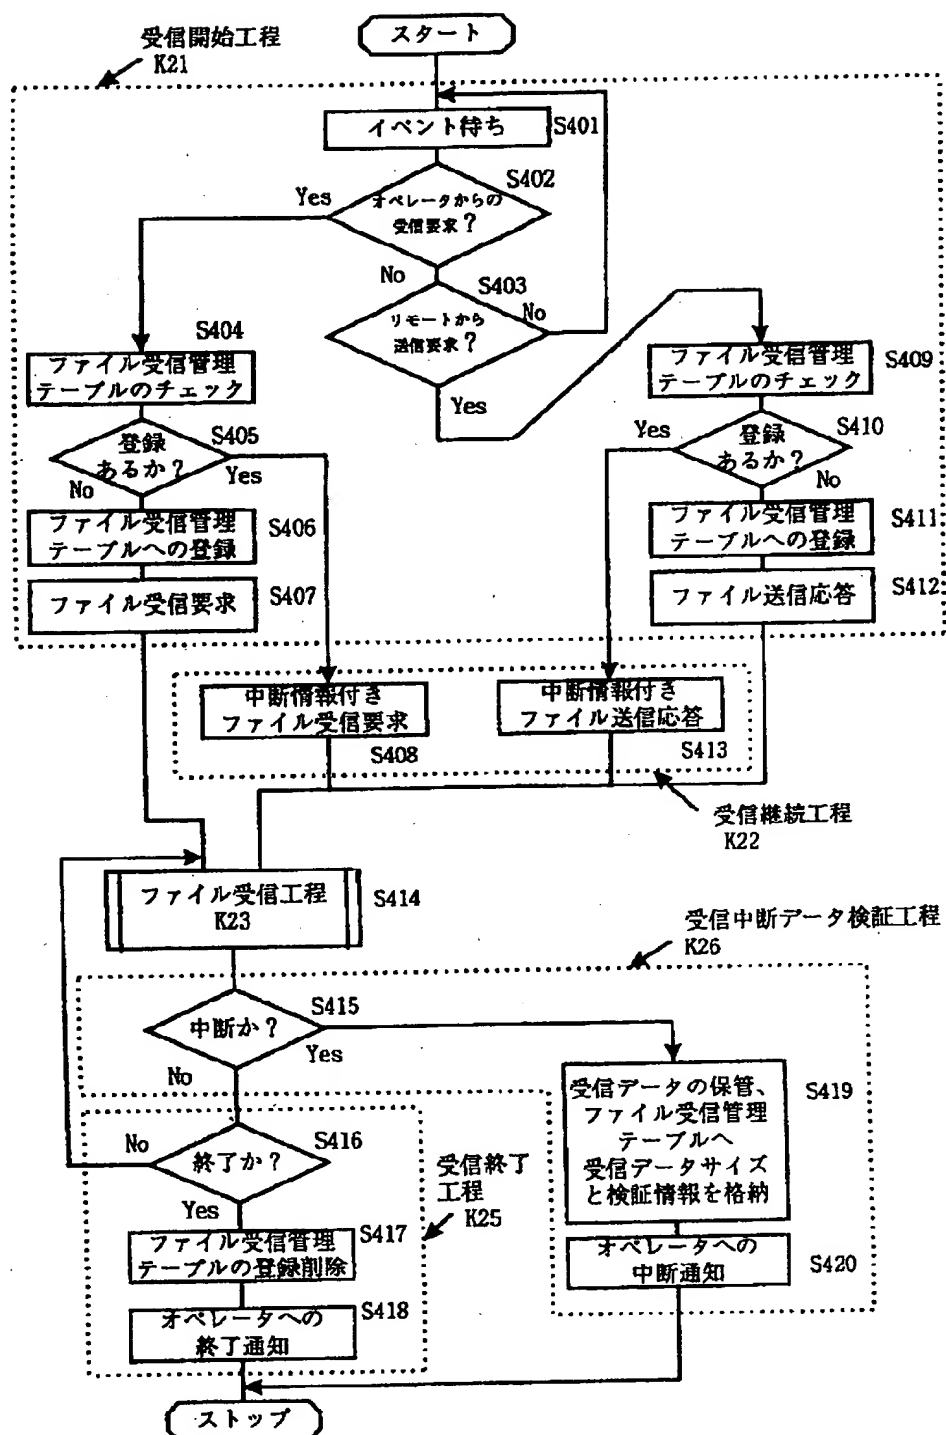 スタート
受信開始工程
K21
イベント待ち
S401
S402
Yes
オペレータからの
受信要求？
No
S403
No
リモートから
送信要求？
Yes
S404
ファイル受信管理
テーブルのチェック
S405
登録
あるか？
No
Yes
ファイル受信管理
テーブルへの登録
S406
ファイル受信要求
S407
ファイル受信管理
テーブルのチェック
S409
Yes
S410
登録
あるか？
No
ファイル受信管理
テーブルへの登録
S411
ファイル送信応答
S412
中断情報付き
ファイル受信要求
S408
中断情報付き
ファイル送信応答
S413
受信継続工程
K22
ファイル受信工程
K23
S414
受信中断データ検証工程
K26
S415
中断か？
Yes
No
受信データの保管、
ファイル受信管理
テーブルへ
受信データサイズ
と検証情報を格納
S419
No
S416
終了か？
Yes
受信終了
工程
K25
ファイル受信管理
テーブルの登録削除
S417
オペレータへの
中断通知
S420
オペレータへの
終了通知
S418
ストップ